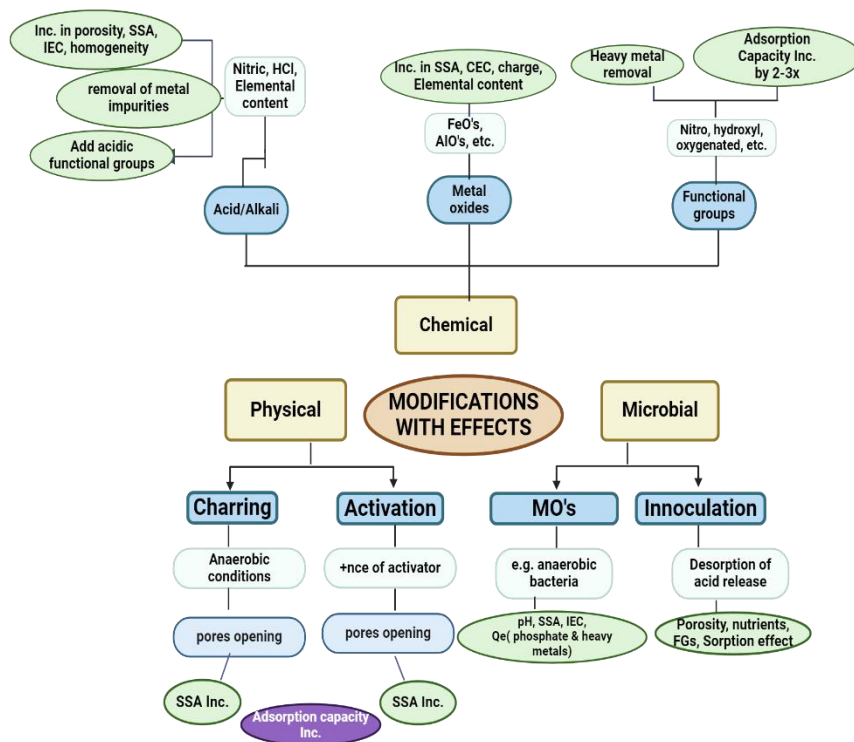 Inc. in porosity, SSA,
IEC, homogeneity
removal of metal
impurities
Add acidic
functional groups
Nitric, HCl,
Elemental
content
Acid/Alkali
Inc. in SSA, CEC, charge,
Elemental content
FeO's,
AlO's, etc.
Metal
oxides
Heavy metal
removal
Adsorption
Capacity Inc.
by 2-3x
Nitro, hydroxyl,
oxygenated, etc.
Functional
groups
Chemical
Physical
MODIFICATIONS
WITH EFFECTS
Microbial
Charring
Activation
MO's
Innoculation
Anaerobic
conditions
+nce of activator
e.g. anaerobic
bacteria
Desorption of
acid release
pores opening
pores opening
pH, SSA, IEC,
Qe( phosphate & heavy
metals)
Porosity, nutrients,
FGs, Sorption effect
SSA Inc.
Adsorption capacity
Inc.
SSA Inc.